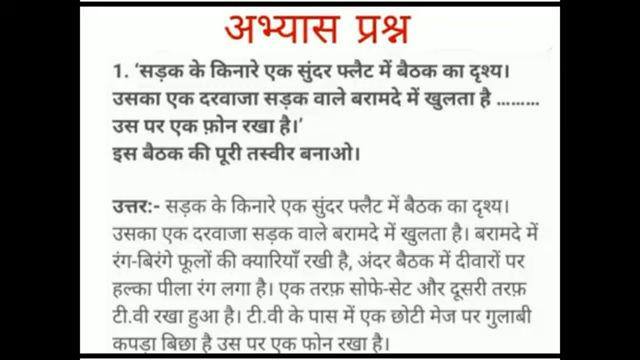 अभ्यास प्रश्न
1. ‘सड़क के किनारे एक सुंदर फ्लैट में बैठक का दृश्य।
उसका एक दरवाजा सड़क वाले बरामदे में खुलता है .........
उस पर एक फ़ोन रखा है।’
इस बैठक की पूरी तस्वीर बनाओ।
उत्तर:- सड़क के किनारे एक सुंदर फ्लैट में बैठक का दृश्य।
उसका एक दरवाजा सड़क वाले बरामदे में खुलता है। बरामदे में
रंग-बिरंगे फूलों की क्यारियाँ रखी है, अंदर बैठक में दीवारों पर
हल्का पीला रंग लगा है। एक तरफ़ सोफे-सेट और दूसरी तरफ़
टी.वी रखा हुआ है। टी.वी के पास में एक छोटी मेज पर गुलाबी
कपड़ा बिछा है उस पर एक फोन रखा है।